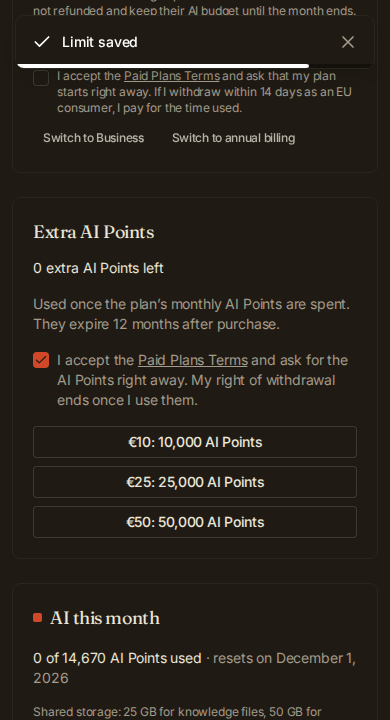 not refunded and keep their AI budget until the month ends.
Limit saved
I accept the Paid Plans Terms and ask that my plan
starts right away. If I withdraw within 14 days as an EU
consumer, I pay for the time used.
Switch to Business Switch to annual billing
Extra AI Points
0 extra AI Points left
Used once the plan's monthly AI Points are spent.
They expire 12 months after purchase.
I accept the Paid Plans Terms and ask for the
AI Points right away. My right of withdrawal
ends once I use them.
€10: 10,000 AI Points
€25: 25,000 AI Points
€50: 50,000 AI Points
AI this month
0 of 14,670 AI Points used · resets on December 1,
2026
Shared storage: 25 GB for knowledge files, 50 GB for